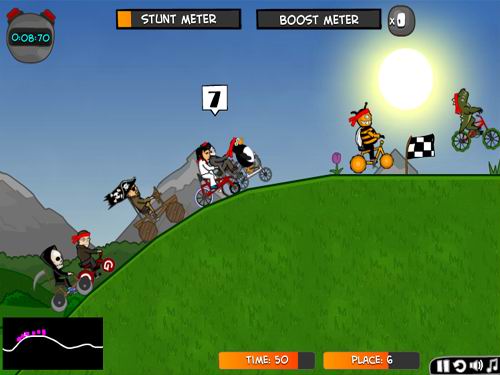 STUNT METER
BOOST METER
x0
0:08:70
7
G
TIME: 50
PLACE: 6